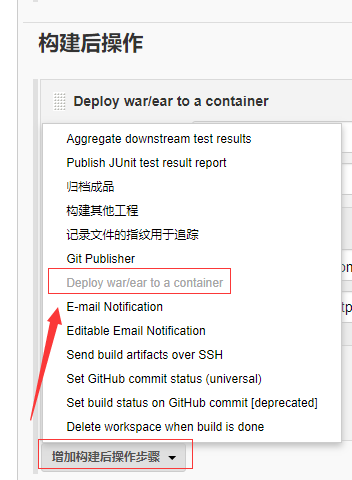 构建后操作
Deploy war/ear to a container
Aggregate downstream test results
Publish JUnit test result report
归档成品
构建其他工程
记录文件的指纹用于追踪
Git Publisher
Deploy war/ear to a container
E-mail Notification
Editable Email Notification
Send build artifacts over SSH
Set GitHub commit status (universal)
Set build status on GitHub commit [deprecated]
Delete workspace when build is done
增加构建后操作步骤